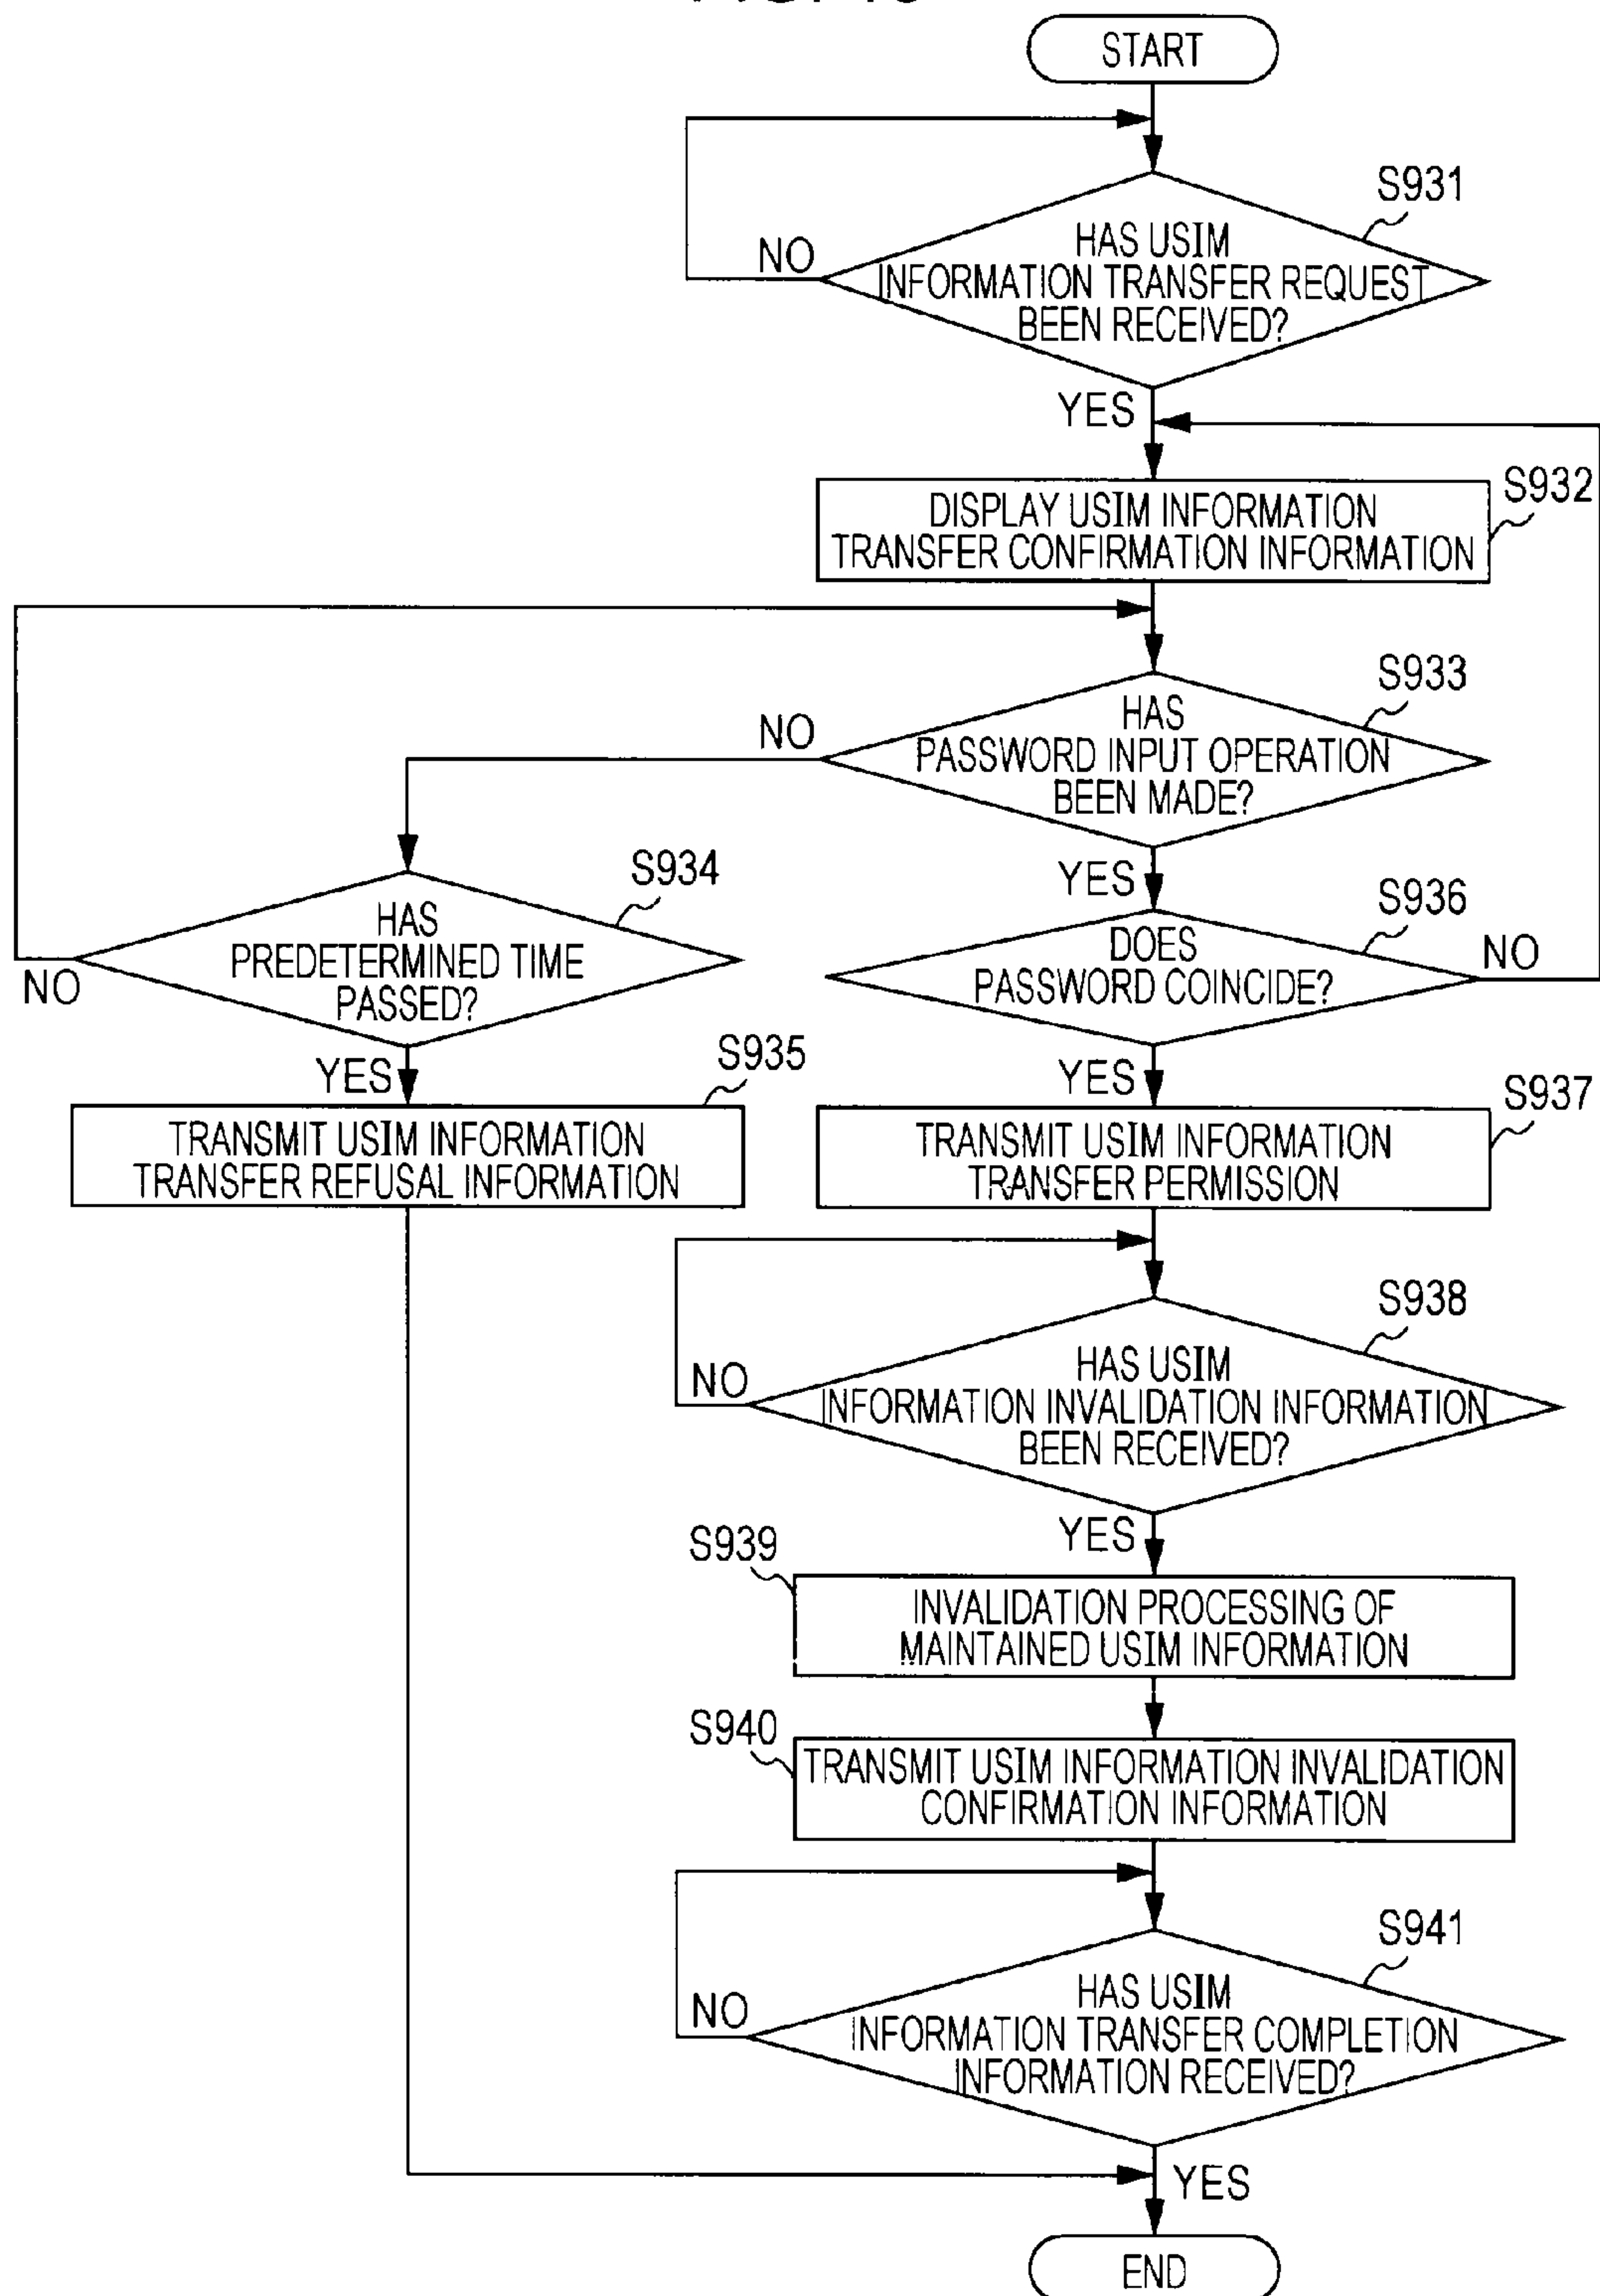 START
S931
HAS USIM
INFORMATION TRANSFER REQUEST
BEEN RECEIVED?
NO
YES
S932
DISPLAY USIM INFORMATION
TRANSFER CONFIRMATION INFORMATION
S933
HAS
PASSWORD INPUT OPERATION
BEEN MADE?
NO
YES
S934
HAS
PREDETERMINED TIME
PASSED?
NO
YES
S936
DOES
PASSWORD COINCIDE?
NO
YES
S935
TRANSMIT USIM INFORMATION
TRANSFER REFUSAL INFORMATION
S937
TRANSMIT USIM INFORMATION
TRANSFER PERMISSION
S938
HAS USIM
INFORMATION INVALIDATION INFORMATION
BEEN RECEIVED?
NO
YES
S939
INVALIDATION PROCESSING OF
MAINTAINED USIM INFORMATION
S940
TRANSMIT USIM INFORMATION INVALIDATION
CONFIRMATION INFORMATION
S941
HAS USIM
INFORMATION TRANSFER COMPLETION
INFORMATION RECEIVED?
NO
YES
END